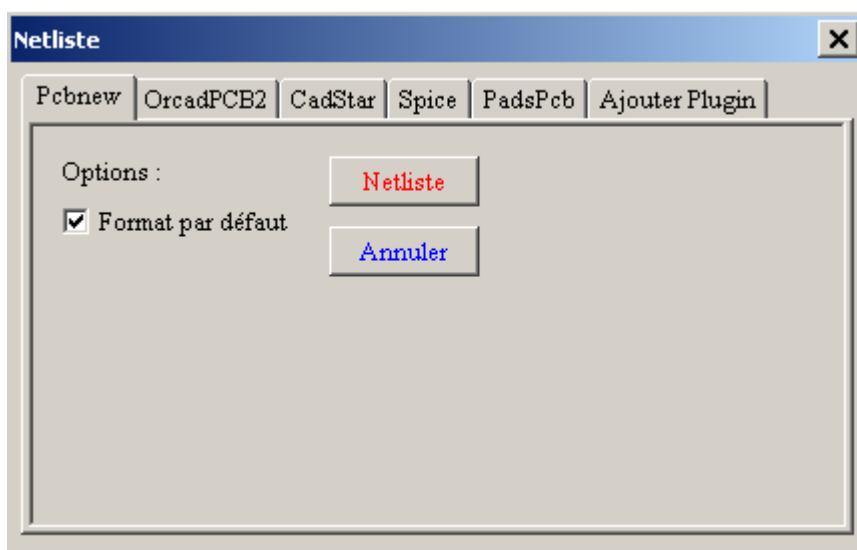 Netliste
Pcbnew OrcadPCB2 CadStar Spice PadsPcb Ajouter Plugin
Options :
Netliste
Format par défaut
Annuler